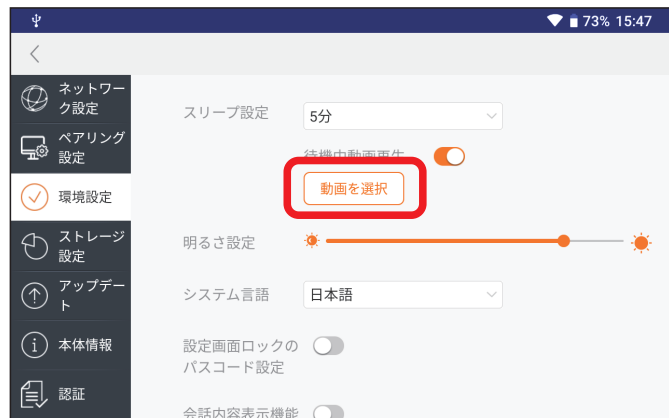 73% 15:47
ネットワー
ク設定
ペアリング
設定
環境設定
ストレージ
設定
アップデー
ト
本体情報
認証
スリープ設定
5分
待機中動画再生
動画を選択
明るさ設定
システム言語
日本語
設定画面ロックの
パスコード設定
会話内容表示機能